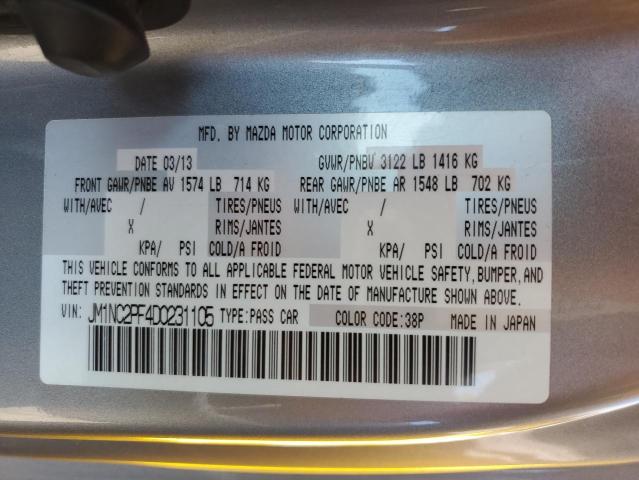 MFD. BY MAZDA MOTOR CORPORATION
DATE 03/13 GVWR/PNBV 3122 LB 1416 KG
FRONT GAWR/PNBE AV 1574 LB 714 KG REAR GAWR/PNBE AR 1548 LB 702 KG
WITH/AVEC / TIRES/PNEUS WITH/AVEC / TIRES/PNEUS
X RIMS/JANTES X RIMS/JANTES
KPA/ PSI COLD/A FROID KPA/ PSI COLD/A FROID
THIS VEHICLE CONFORMS TO ALL APPLICABLE FEDERAL MOTOR VEHICLE SAFETY, BUMPER, AND
THEFT PREVENTION STANDARDS IN EFFECT ON THE DATE OF MANUFACTURE SHOWN ABOVE.
VIN: JM1NC2PF4D0231105 TYPE:PASS CAR COLOR CODE:38P MADE IN JAPAN